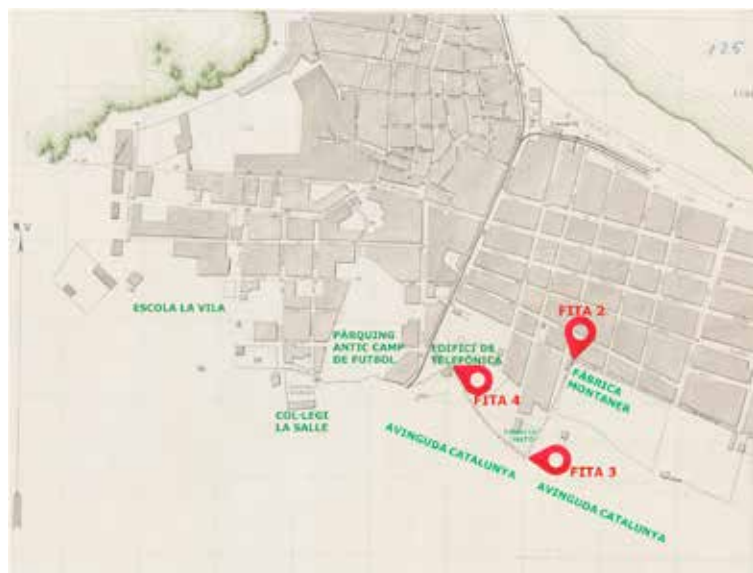 125
FITA 2
ESCOLA LA VILA
PÀRQUING
ANTIC CAMP
DE FUTBOL
EDIFICI DE
TELEFÒNICA
FÀBRICA
MONTANER
FITA 4
COL·LEGI
LA SALLE
AVINGUDA CATALUNYA
FITA 3
AVINGUDA CATALUNYA